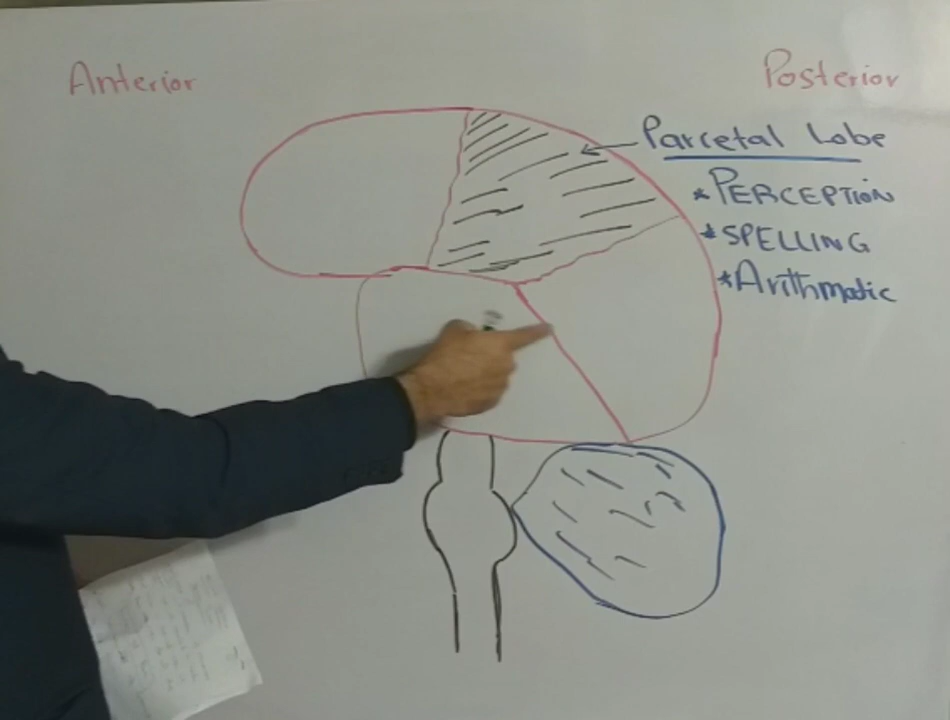 Anterior
Posterior
Parcetal Lobe
* PERCEPTION
* SPELLING
* Arithmatic